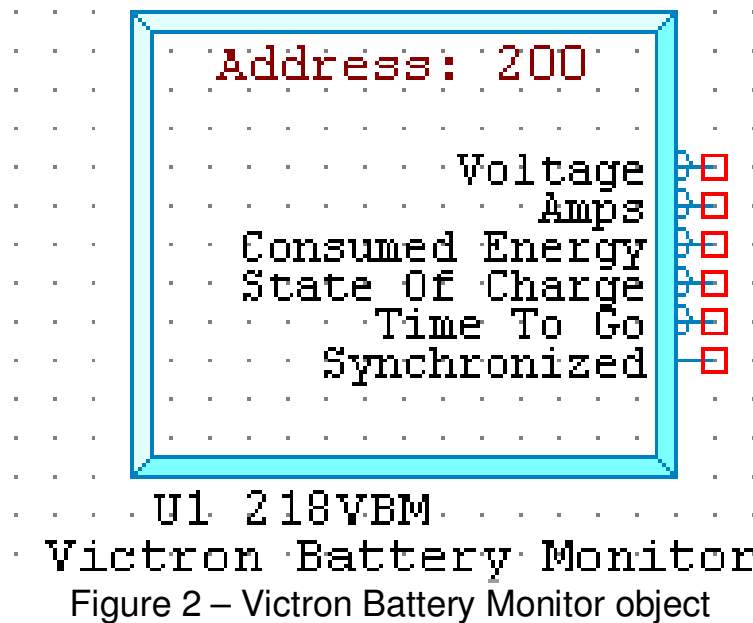 Address: 200
Voltage
Amps
Consumed Energy
State Of Charge
Time To Go
Synchronized
U1 218VBM
Victron Battery Monitor
Figure 2 – Victron Battery Monitor object